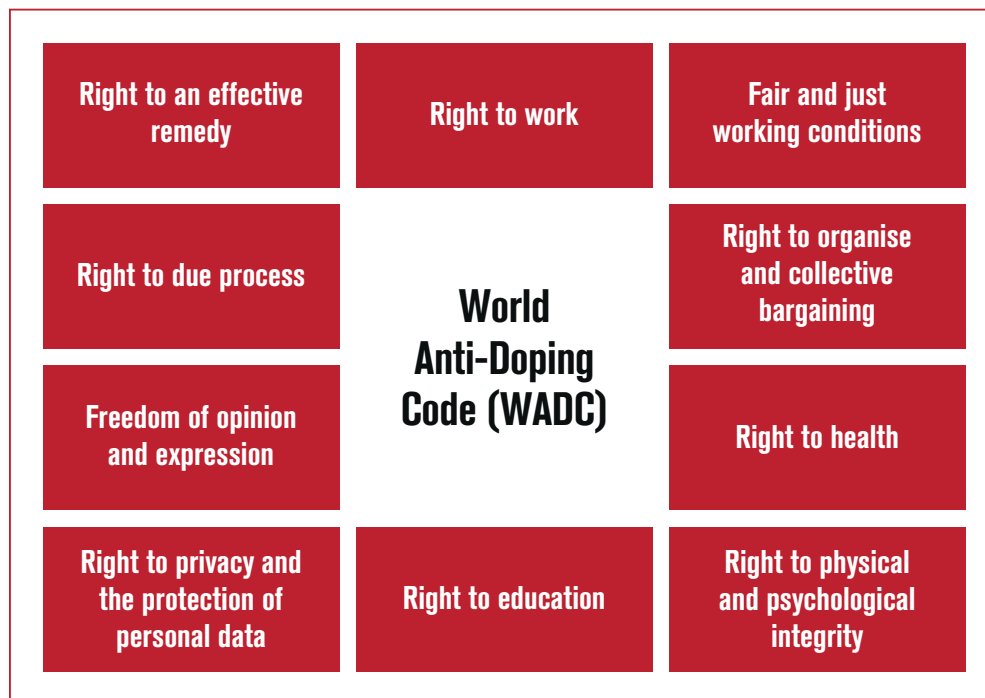 Right to an effective
remedy
Right to work
Fair and just
working conditions
Right to due process
World
Anti-Doping
Code (WADC)
Right to organise
and collective
bargaining
Freedom of opinion
and expression
Right to health
Right to privacy and
the protection of
personal data
Right to education
Right to physical
and psychological
integrity